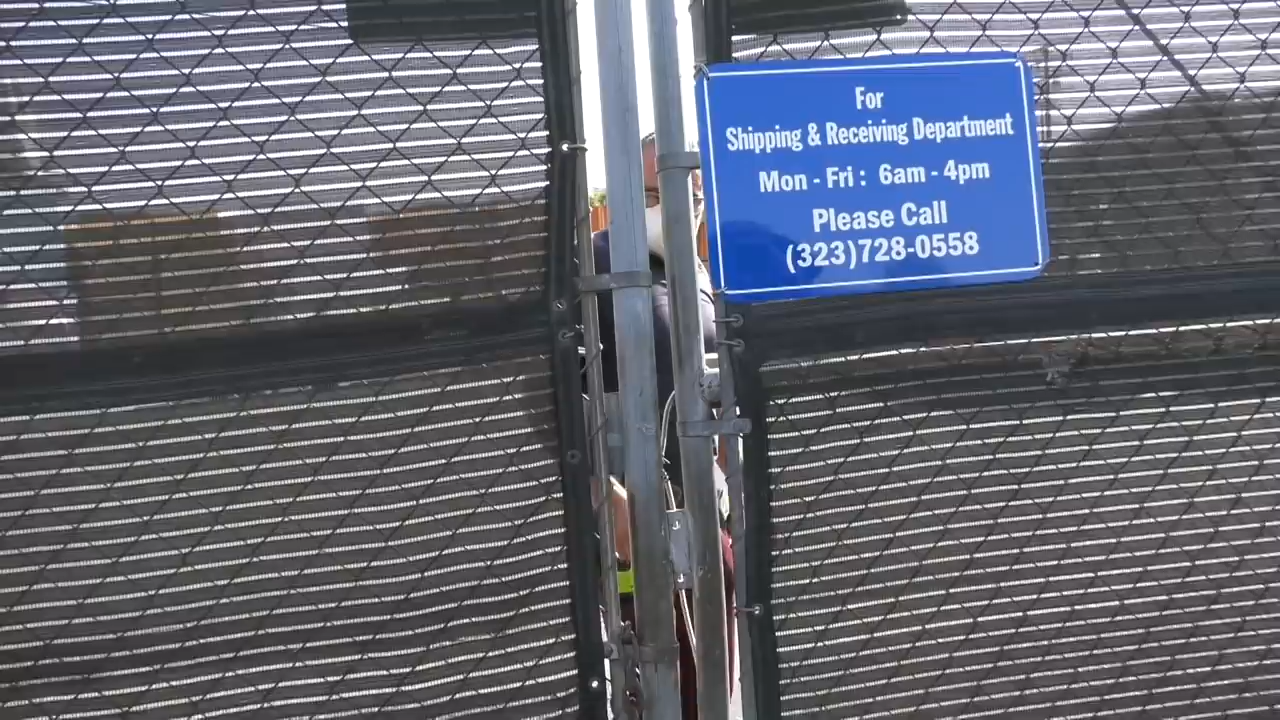 For
Shipping & Receiving Department
Mon - Fri : 6am - 4pm
Please Call
(323)728-0558